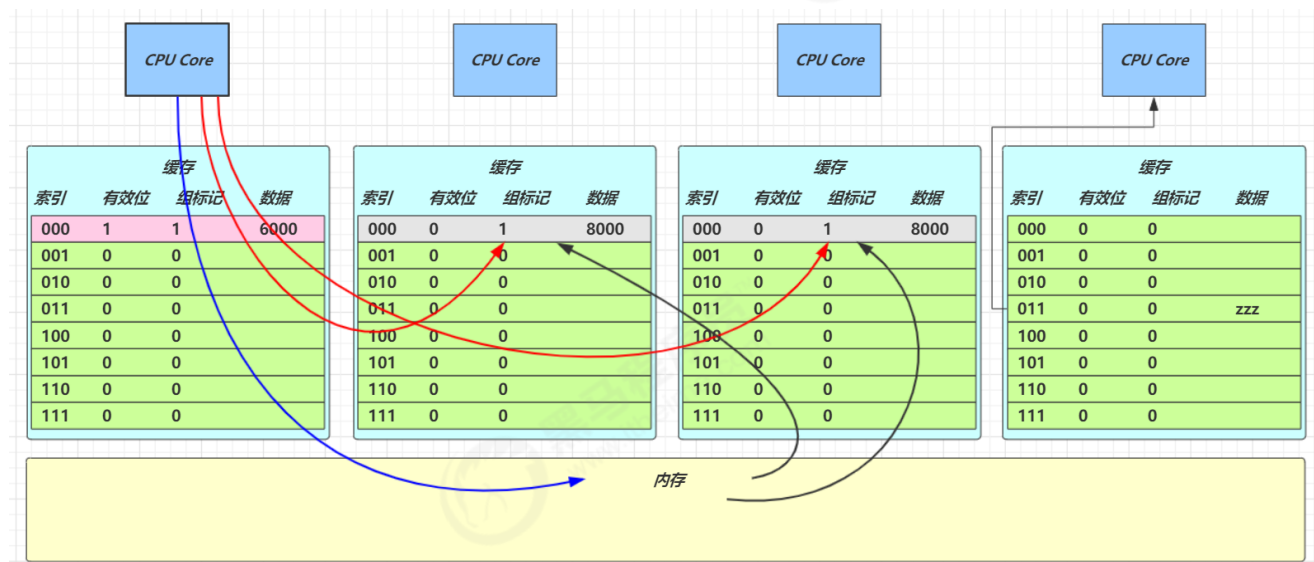 CPU Core CPU Core CPU Core CPU Core
缓存 缓存 缓存 缓存
索引 有效位 组标记 数据 索引 有效位 组标记 数据 索引 有效位 组标记 数据 索引 有效位 组标记 数据
000 1 1 6000 000 0 1 8000 000 0 1 8000 000 0 0
001 0 0 001 0 0 001 0 0 001 0 0
010 0 0 010 0 0 010 0 0 010 0 0
011 0 0 011 0 0 011 0 0 011 0 0 zzz
100 0 0 100 0 0 100 0 0 100 0 0
101 0 0 101 0 0 101 0 0 101 0 0
110 0 0 110 0 0 110 0 0 110 0 0
111 0 0 111 0 0 111 0 0 111 0 0
内存